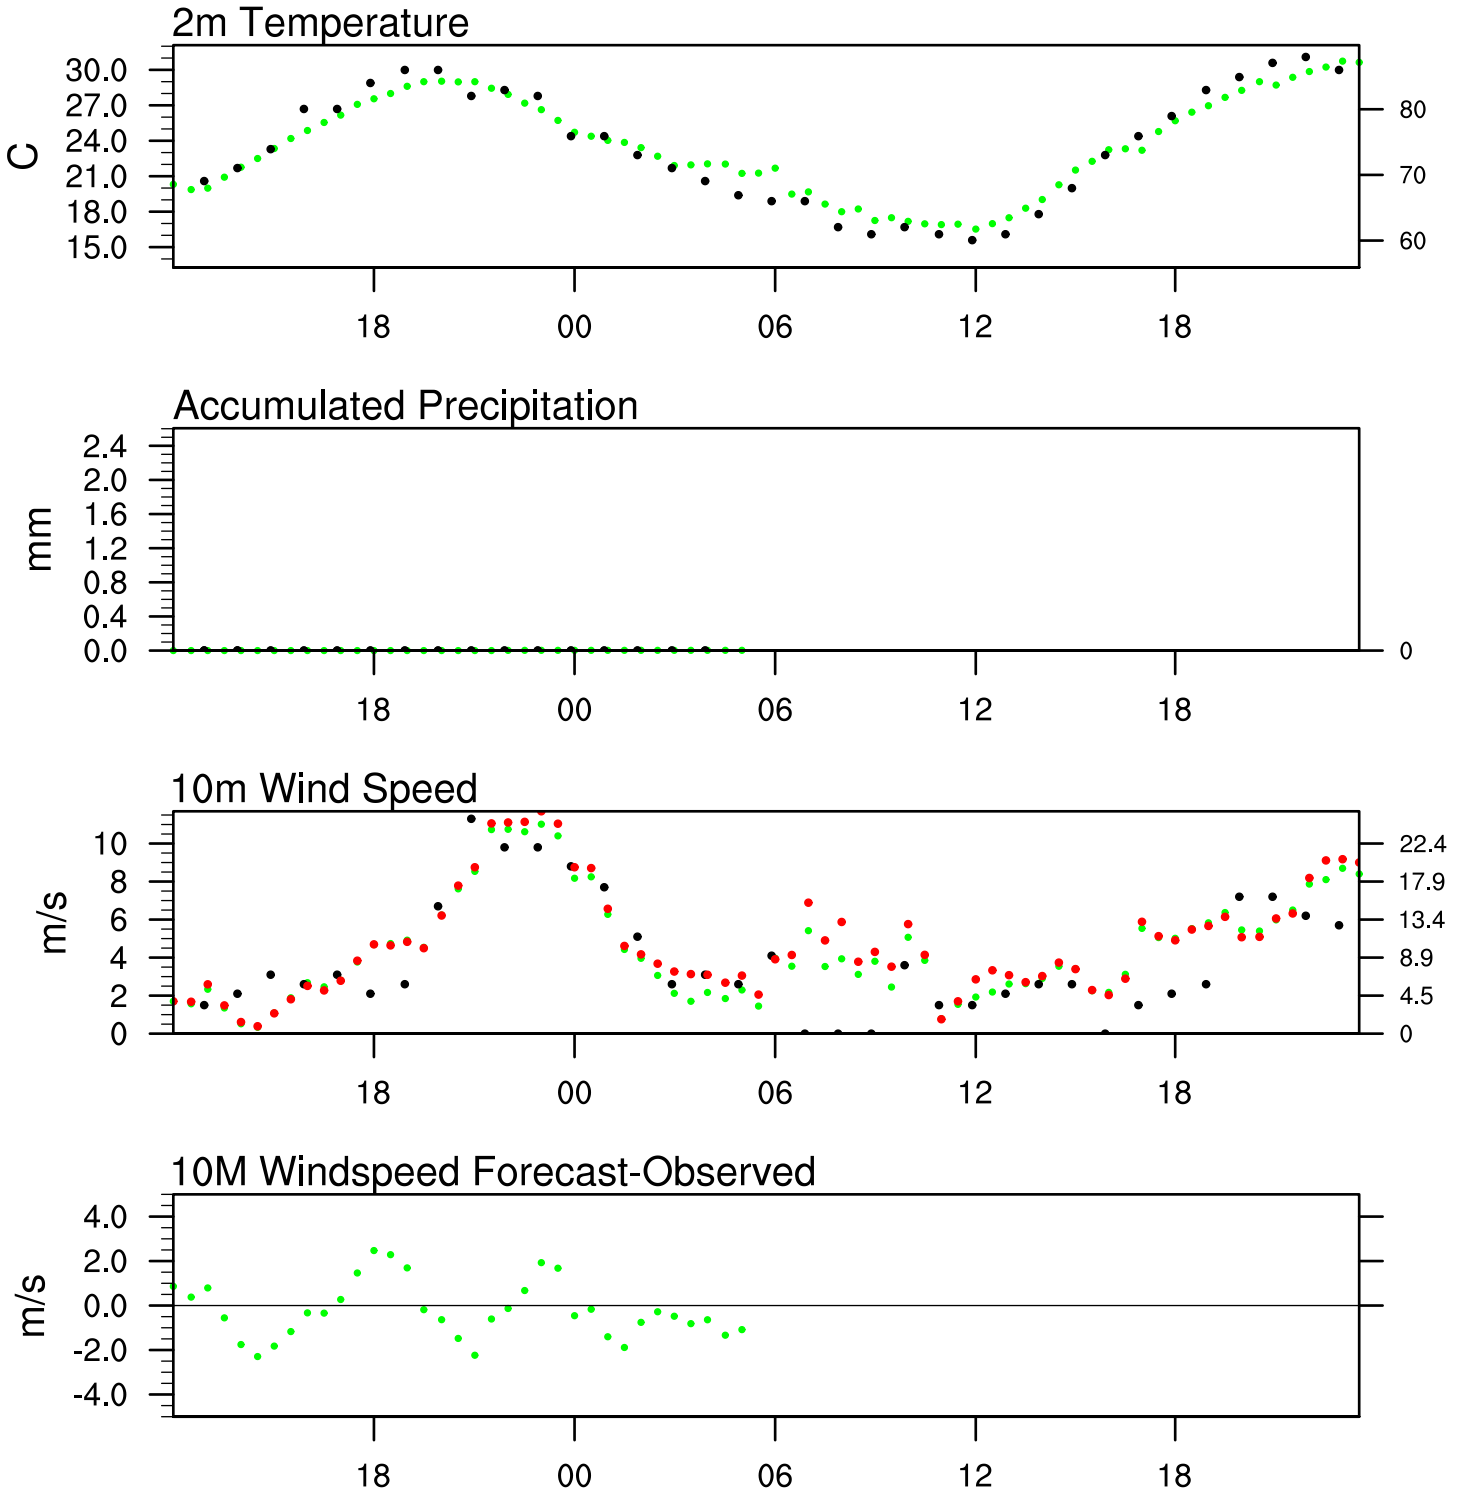 2m Temperature
30.0
27.0
24.0
21.0
18.0
15.0
C
80
70
60
18 00 06 12 18
Accumulated Precipitation
2.4
2.0
1.6
1.2
0.8
0.4
0.0
mm
0
18 00 06 12 18
10m Wind Speed
10
8
6
4
2
0
m/s
22.4
17.9
13.4
8.9
4.5
0
18 00 06 12 18
10M Windspeed Forecast-Observed
4.0
2.0
0.0
-2.0
-4.0
m/s
18 00 06 12 18